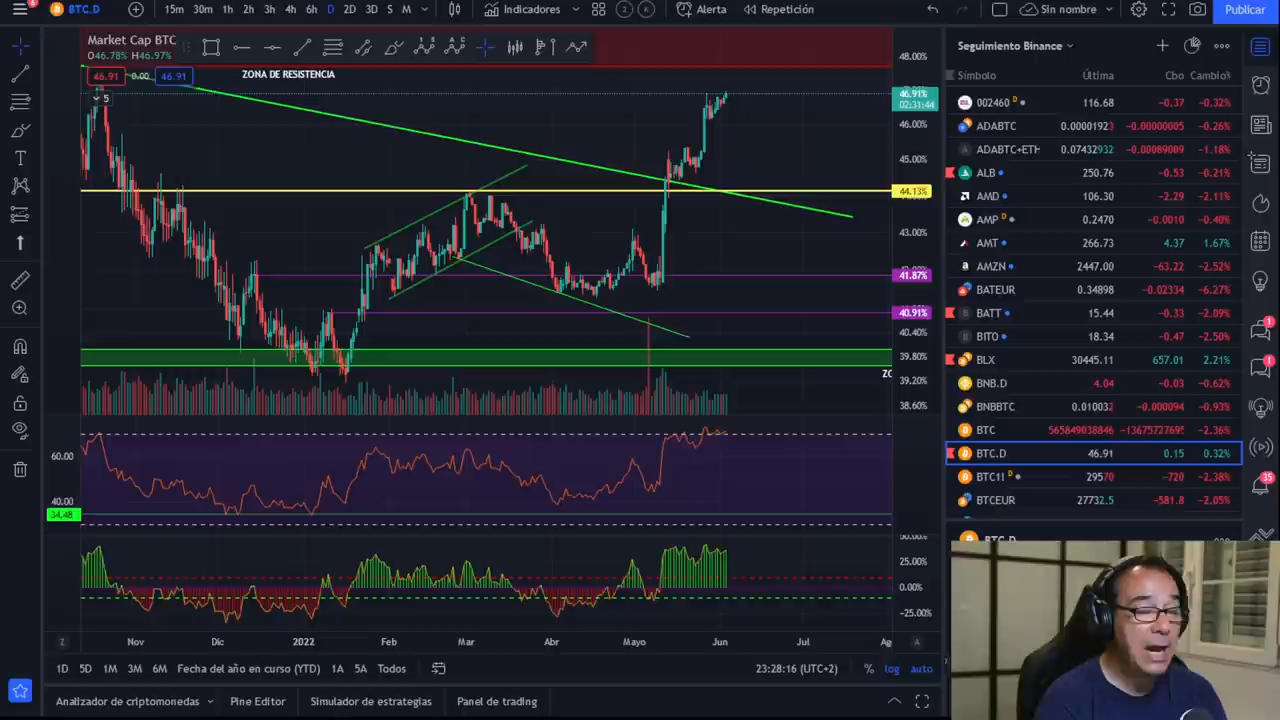 6 BTC.D 15m 30m 1h 2h 3h 4h 6h D 2D 3D S M Indicadores 2 K Alerta Repetición Sin nombre Publicar
Market Cap BTC
O46.78% H46.97%
46.91 0.00 46.91
5
ZONA DE RESISTENCIA
48.00%
46.91%
02:31:44
46.00%
45.00%
44.13%
43.00%
41.87%
40.91%
40.40%
39.80%
39.20%
38.60%
60.00
40.00
34.48
25.00%
0.00%
−25.00%
Z Nov Dic 2022 Feb Mar Abr Mayo Jun Jul A
1D 5D 1M 3M 6M Fecha del año en curso (YTD) 1A 5A Todos 23:28:16 (UTC+2) % log auto
Analizador de criptomonedas Pine Editor Simulador de estrategias Panel de trading
Seguimiento Binance
Símbolo Última Cbo Cambio%
002460 D 116.68 −0.37 −0.32%
ADABTC 0.00001923 −0.00000005 −0.26%
ADABTC+ETH 0.07432932 −0.00089009 −1.18%
ALB 250.76 −0.53 −0.21%
AMD 106.30 −2.29 −2.11%
AMP D 0.2470 −0.0010 −0.40%
AMT 266.73 4.37 1.67%
AMZN 2447.00 −63.22 −2.52%
BATEUR 0.34898 −0.02334 −6.27%
BATT 15.44 −0.33 −2.09%
BITO 18.34 −0.47 −2.50%
BLX 30445.11 657.01 2.21%
BNB.D 4.04 −0.03 −0.62%
BNBBTC 0.010032 −0.000094 −0.93%
BTC 565849038846 −13675727695 −2.36%
BTC.D 46.91 0.15 0.32%
BTC1! D 29570 −720 −2.38%
BTCEUR 27732.5 −581.8 −2.05%
1
1
35